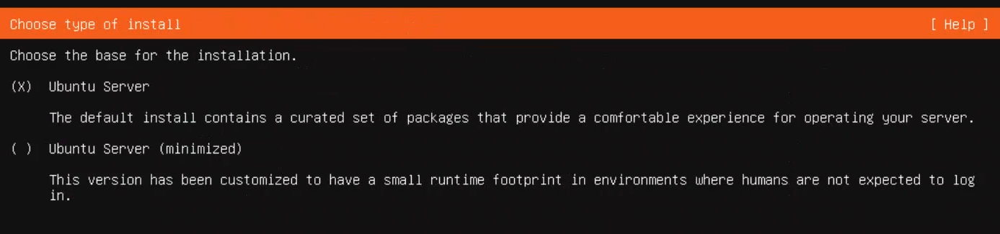 Choose type of install [ Help ]
Choose the base for the installation.
(X) Ubuntu Server
The default install contains a curated set of packages that provide a comfortable experience for operating your server.
( ) Ubuntu Server (minimized)
This version has been customized to have a small runtime footprint in environments where humans are not expected to log
in.